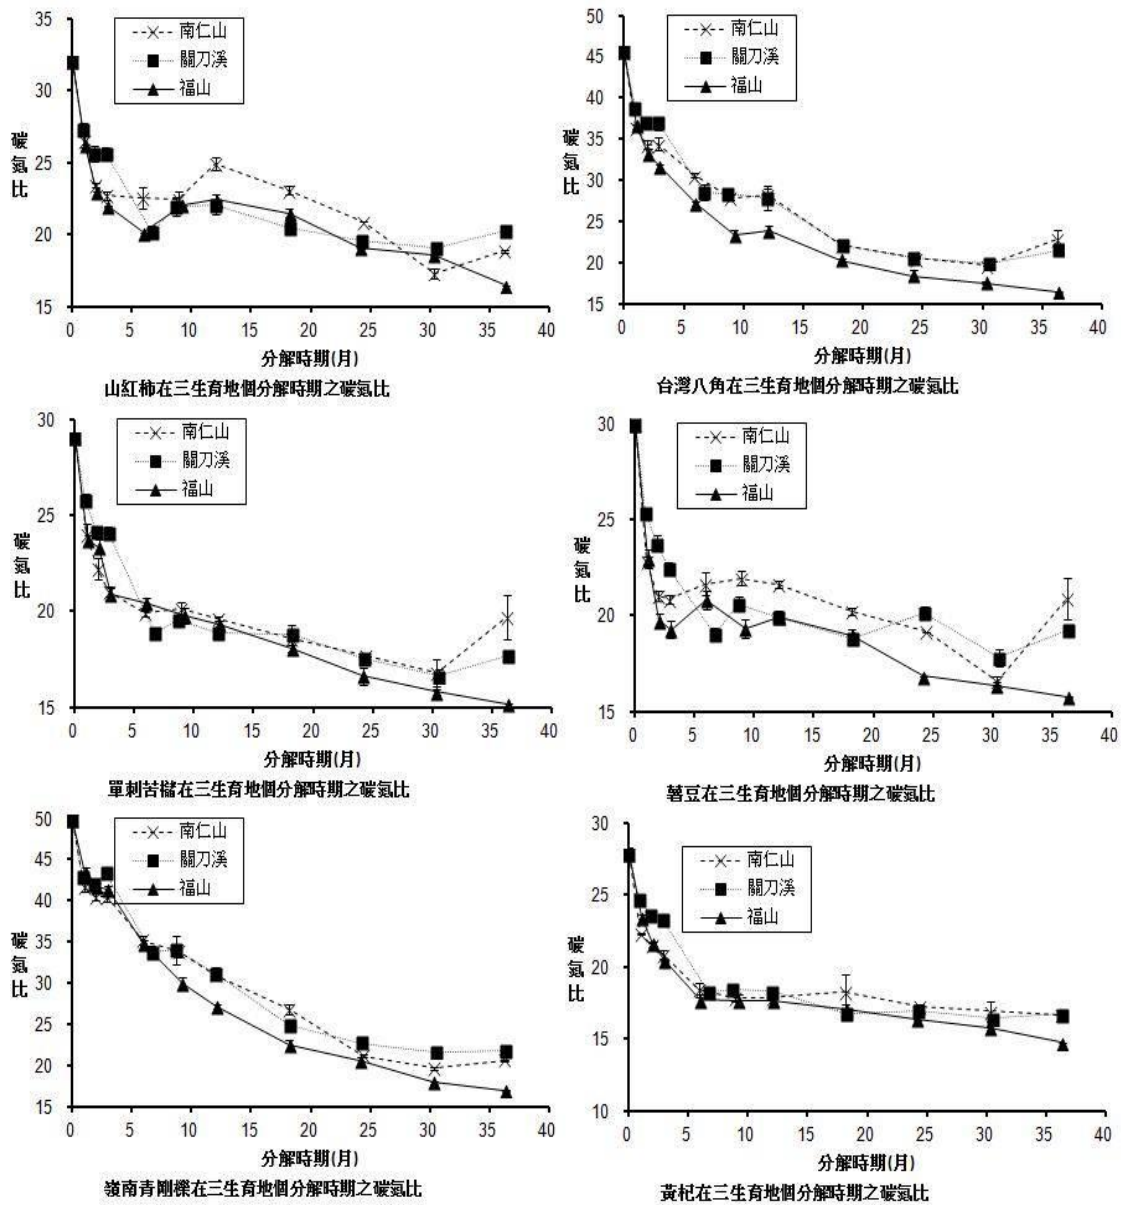 35
30
25
20
15
碳
氮
比
南仁山
關刀溪
福山
0
5
10
15
20
25
30
35
40
分解時期(月)
山紅柿在三生育地個分解時期之碳氮比
50
45
40
35
30
25
20
15
碳
氮
比
南仁山
關刀溪
福山
0
5
10
15
20
25
30
35
40
分解時期(月)
台灣八角在三生育地個分解時期之碳氮比
30
25
20
15
碳
氮
比
南仁山
關刀溪
福山
0
5
10
15
20
25
30
35
40
分解時期(月)
單刺苦櫧在三生育地個分解時期之碳氮比
30
25
20
15
碳
氮
比
南仁山
關刀溪
福山
0
5
10
15
20
25
30
35
40
分解時期(月)
薯豆在三生育地個分解時期之碳氮比
50
45
40
35
30
25
20
15
碳
氮
比
南仁山
關刀溪
福山
0
5
10
15
20
25
30
35
40
分解時期(月)
嶺南青剛櫟在三生育地個分解時期之碳氮比
30
25
20
15
10
碳
氮
比
南仁山
關刀溪
福山
0
5
10
15
20
25
30
35
40
分解時期(月)
黃杞在三生育地個分解時期之碳氮比